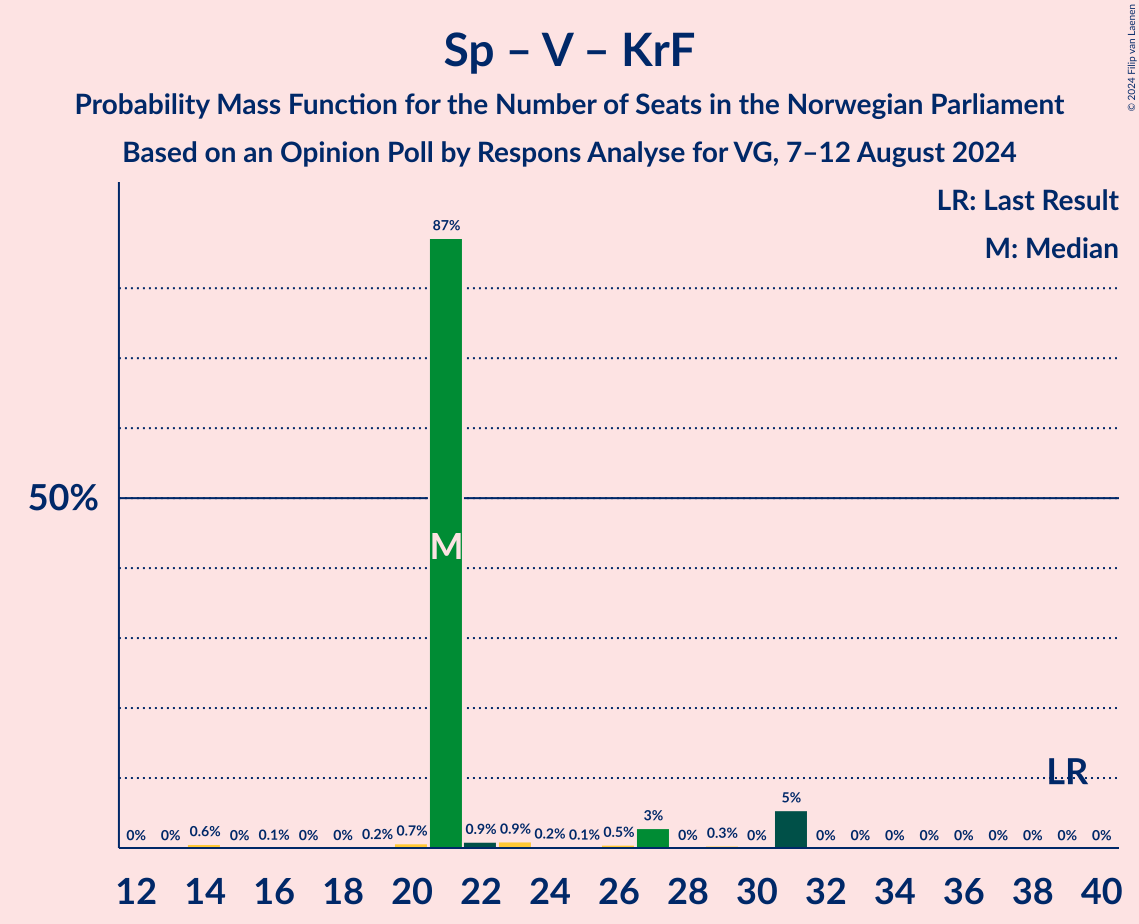 Sp – V – KrF
Probability Mass Function for the Number of Seats in the Norwegian Parliament
Based on an Opinion Poll by Respons Analyse for VG, 7–12 August 2024
© 2024 Filip van Laenen
LR: Last Result
M: Median
87%
50%
M
LR
0% 0% 0.6% 0% 0.1% 0% 0% 0.2% 0.7% 0.9% 0.9% 0.2% 0.1% 0.5% 3% 0% 0.3% 0% 5% 0% 0% 0% 0% 0% 0% 0% 0% 0%
12 14 16 18 20 22 24 26 28 30 32 34 36 38 40